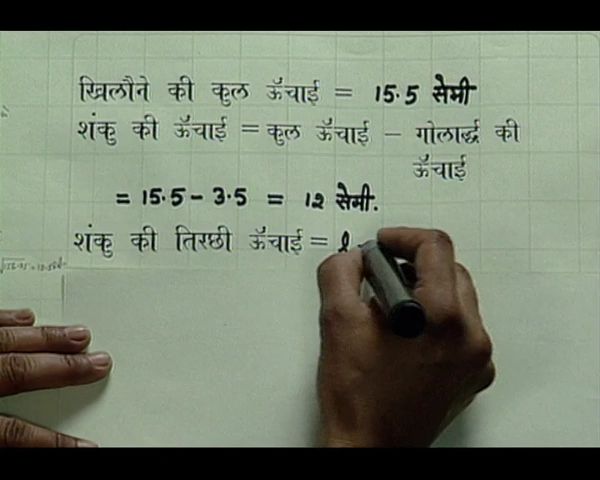 खिलौने की कुल ऊँचाई = 15.5 सेमी
शंकु की ऊँचाई = कुल ऊँचाई – गोलार्द्ध की
ऊँचाई
= 15.5 – 3.5 = 12 सेमी.
शंकु की तिरछी ऊँचाई = l